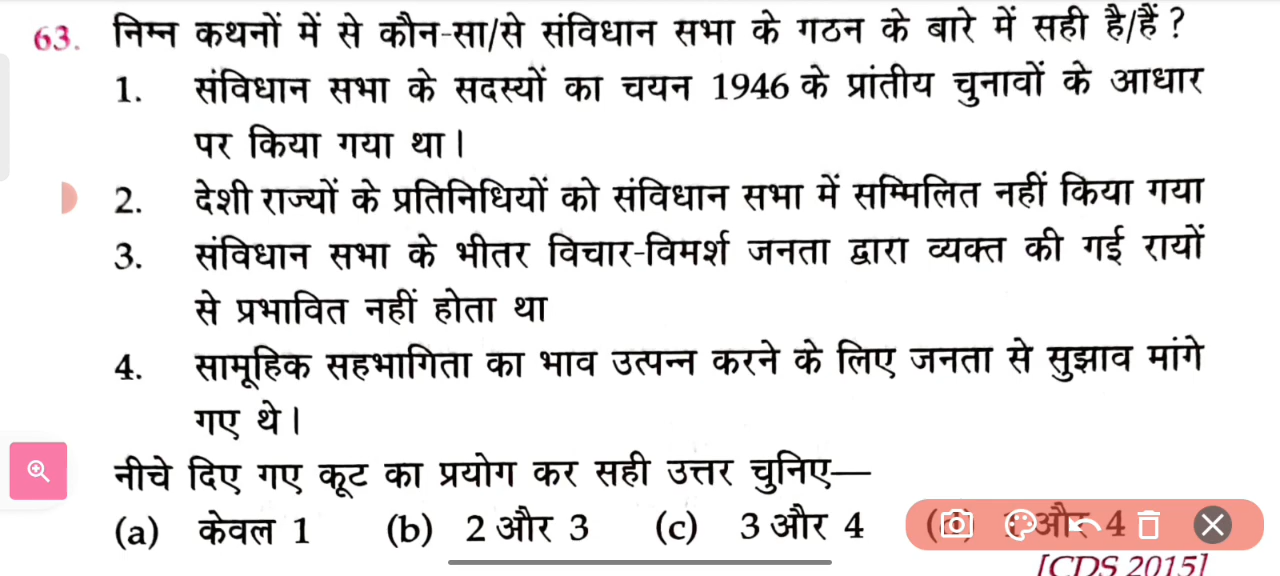 63. निम्न कथनों में से कौन-सा/से संविधान सभा के गठन के बारे में सही है/हैं ?
1. संविधान सभा के सदस्यों का चयन 1946 के प्रांतीय चुनावों के आधार
पर किया गया था।
2. देशी राज्यों के प्रतिनिधियों को संविधान सभा में सम्मिलित नहीं किया गया
3. संविधान सभा के भीतर विचार-विमर्श जनता द्वारा व्यक्त की गई रायों
से प्रभावित नहीं होता था
4. सामूहिक सहभागिता का भाव उत्पन्न करने के लिए जनता से सुझाव मांगे
गए थे।
नीचे दिए गए कूट का प्रयोग कर सही उत्तर चुनिए—
(a) केवल 1 (b) 2 और 3 (c) 3 और 4 और 4
[CDS 2015]